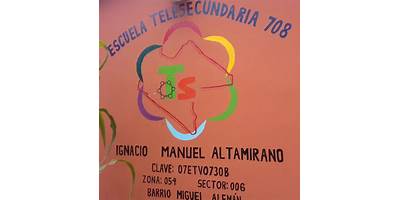 ESCUELA TELESECUNDARIA 708
Ts
IGNACIO MANUEL ALTAMIRANO
CLAVE: 07ETV0730B
ZONA: 054 SECTOR: 006
BARRIO MIGUEL ALEMÁN